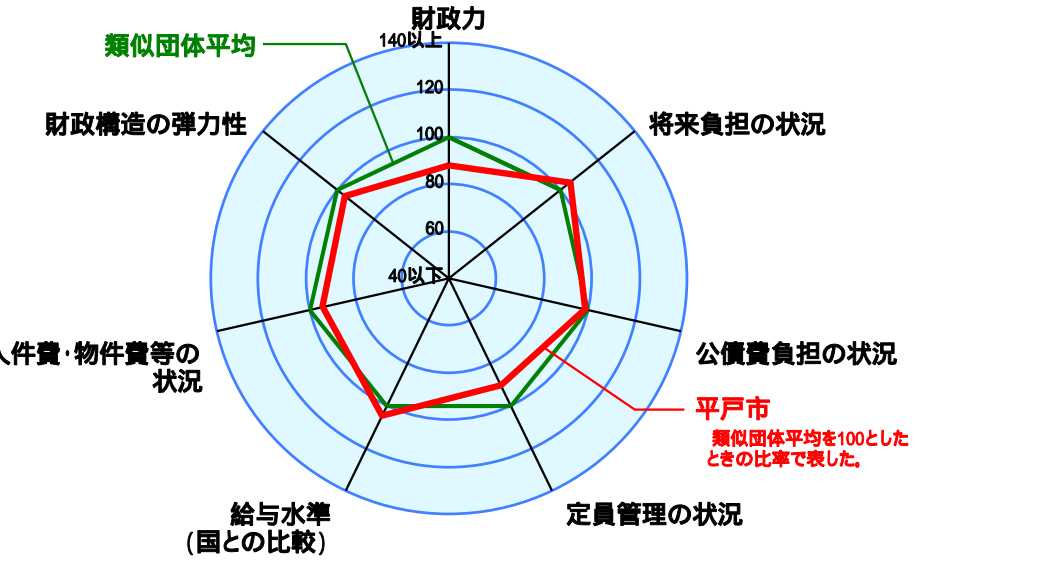 財政力
類似団体平均
140以上
120
100
80
60
40以下
財政構造の弾力性
将来負担の状況
人件費・物件費等の
状況
公債費負担の状況
平戸市
類似団体平均を100とした
ときの比率で表した。
給与水準
(国との比較)
定員管理の状況